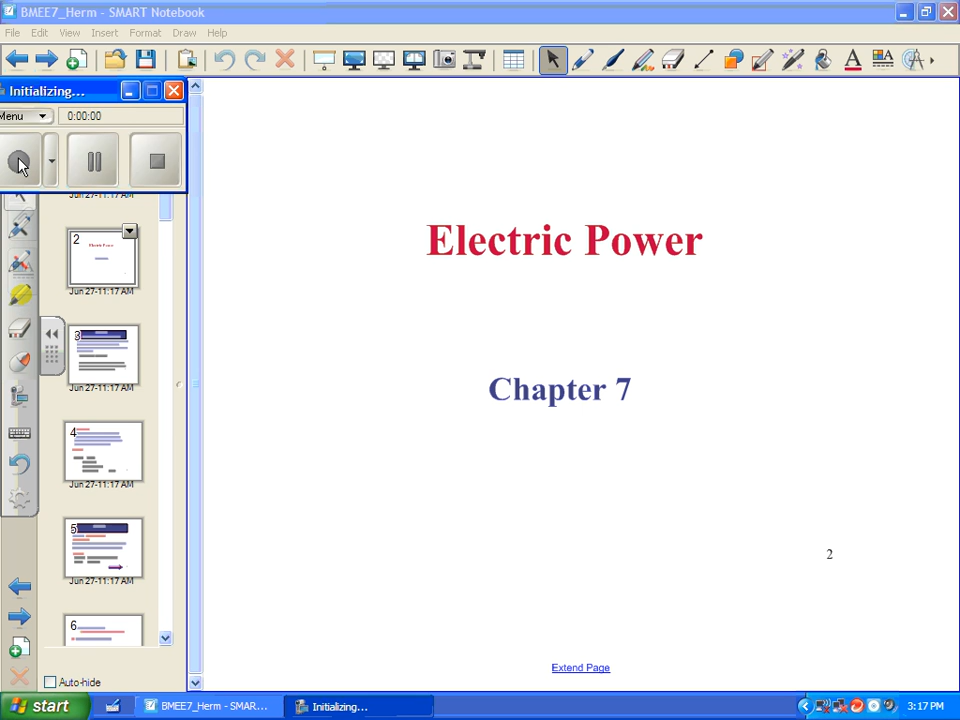 BMEE7_Herm - SMART Notebook
File Edit View Insert Format Draw Help
Initializing...
Menu 0:00:00
Jun 27-11:17 AM
2
Jun 27-11:17 AM
3
Jun 27-11:17 AM
4
Jun 27-11:17 AM
5
Jun 27-11:17 AM
6
Auto-hide
Electric Power
Chapter 7
2
Extend Page
start
BMEE7_Herm - SMAR...
Initializing...
3:17 PM